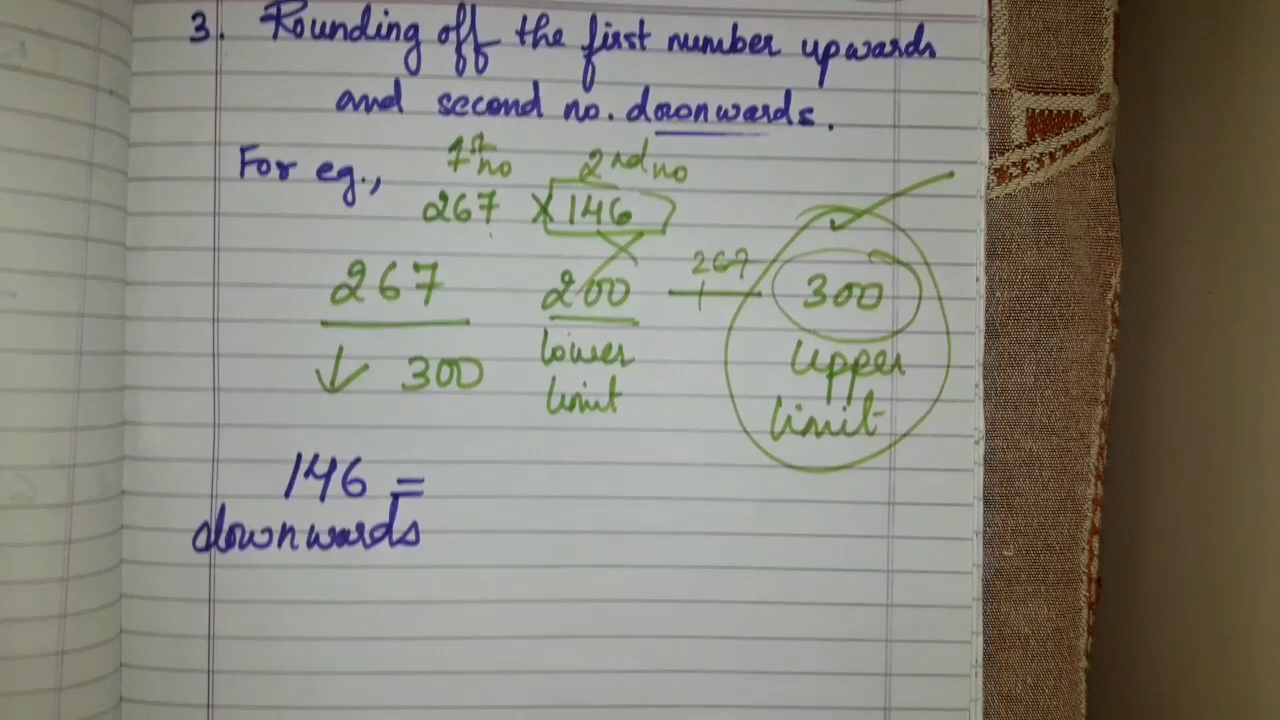 3. Rounding off the first number upwards
and second no. downwards.
For eg., 1st no 2nd no
267 × 146
267
267 200 + 300
↓ 300 lower limit upper limit
146 =
downwards